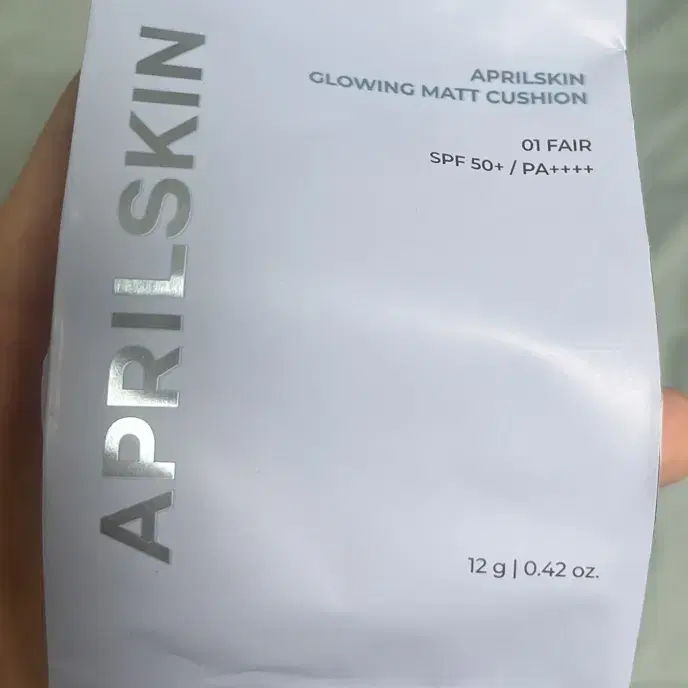 APRILSKIN
APRILSKIN
GLOWING MATT CUSHION
01 FAIR
SPF 50+ / PA++++
12 g | 0.42 oz.